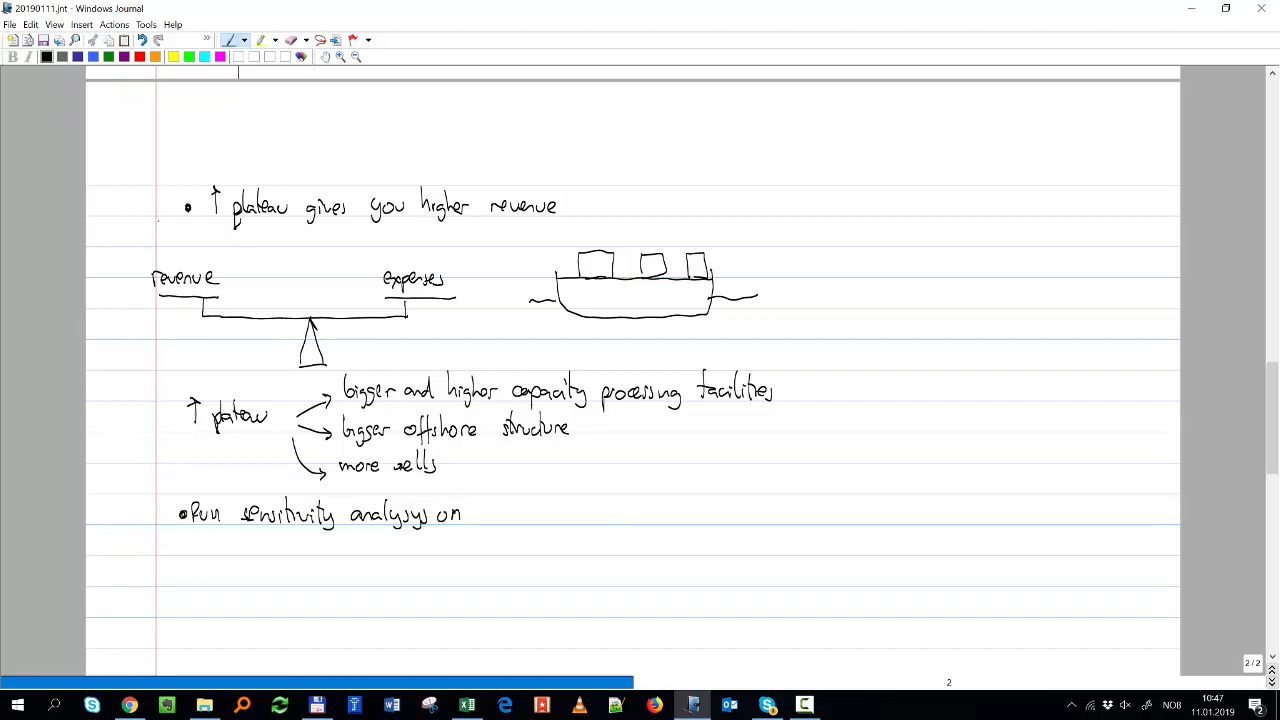 20190111.jnt - Windows Journal
File Edit View Insert Actions Tools Help
B I
• ↑ plateau gives you higher revenue
revenue expenses
↑ plateau
bigger and higher capacity processing facilities
bigger offshore structure
more wells
• Run sensitivity analysys on
2/2
2
NOB
10:47
11.01.2019